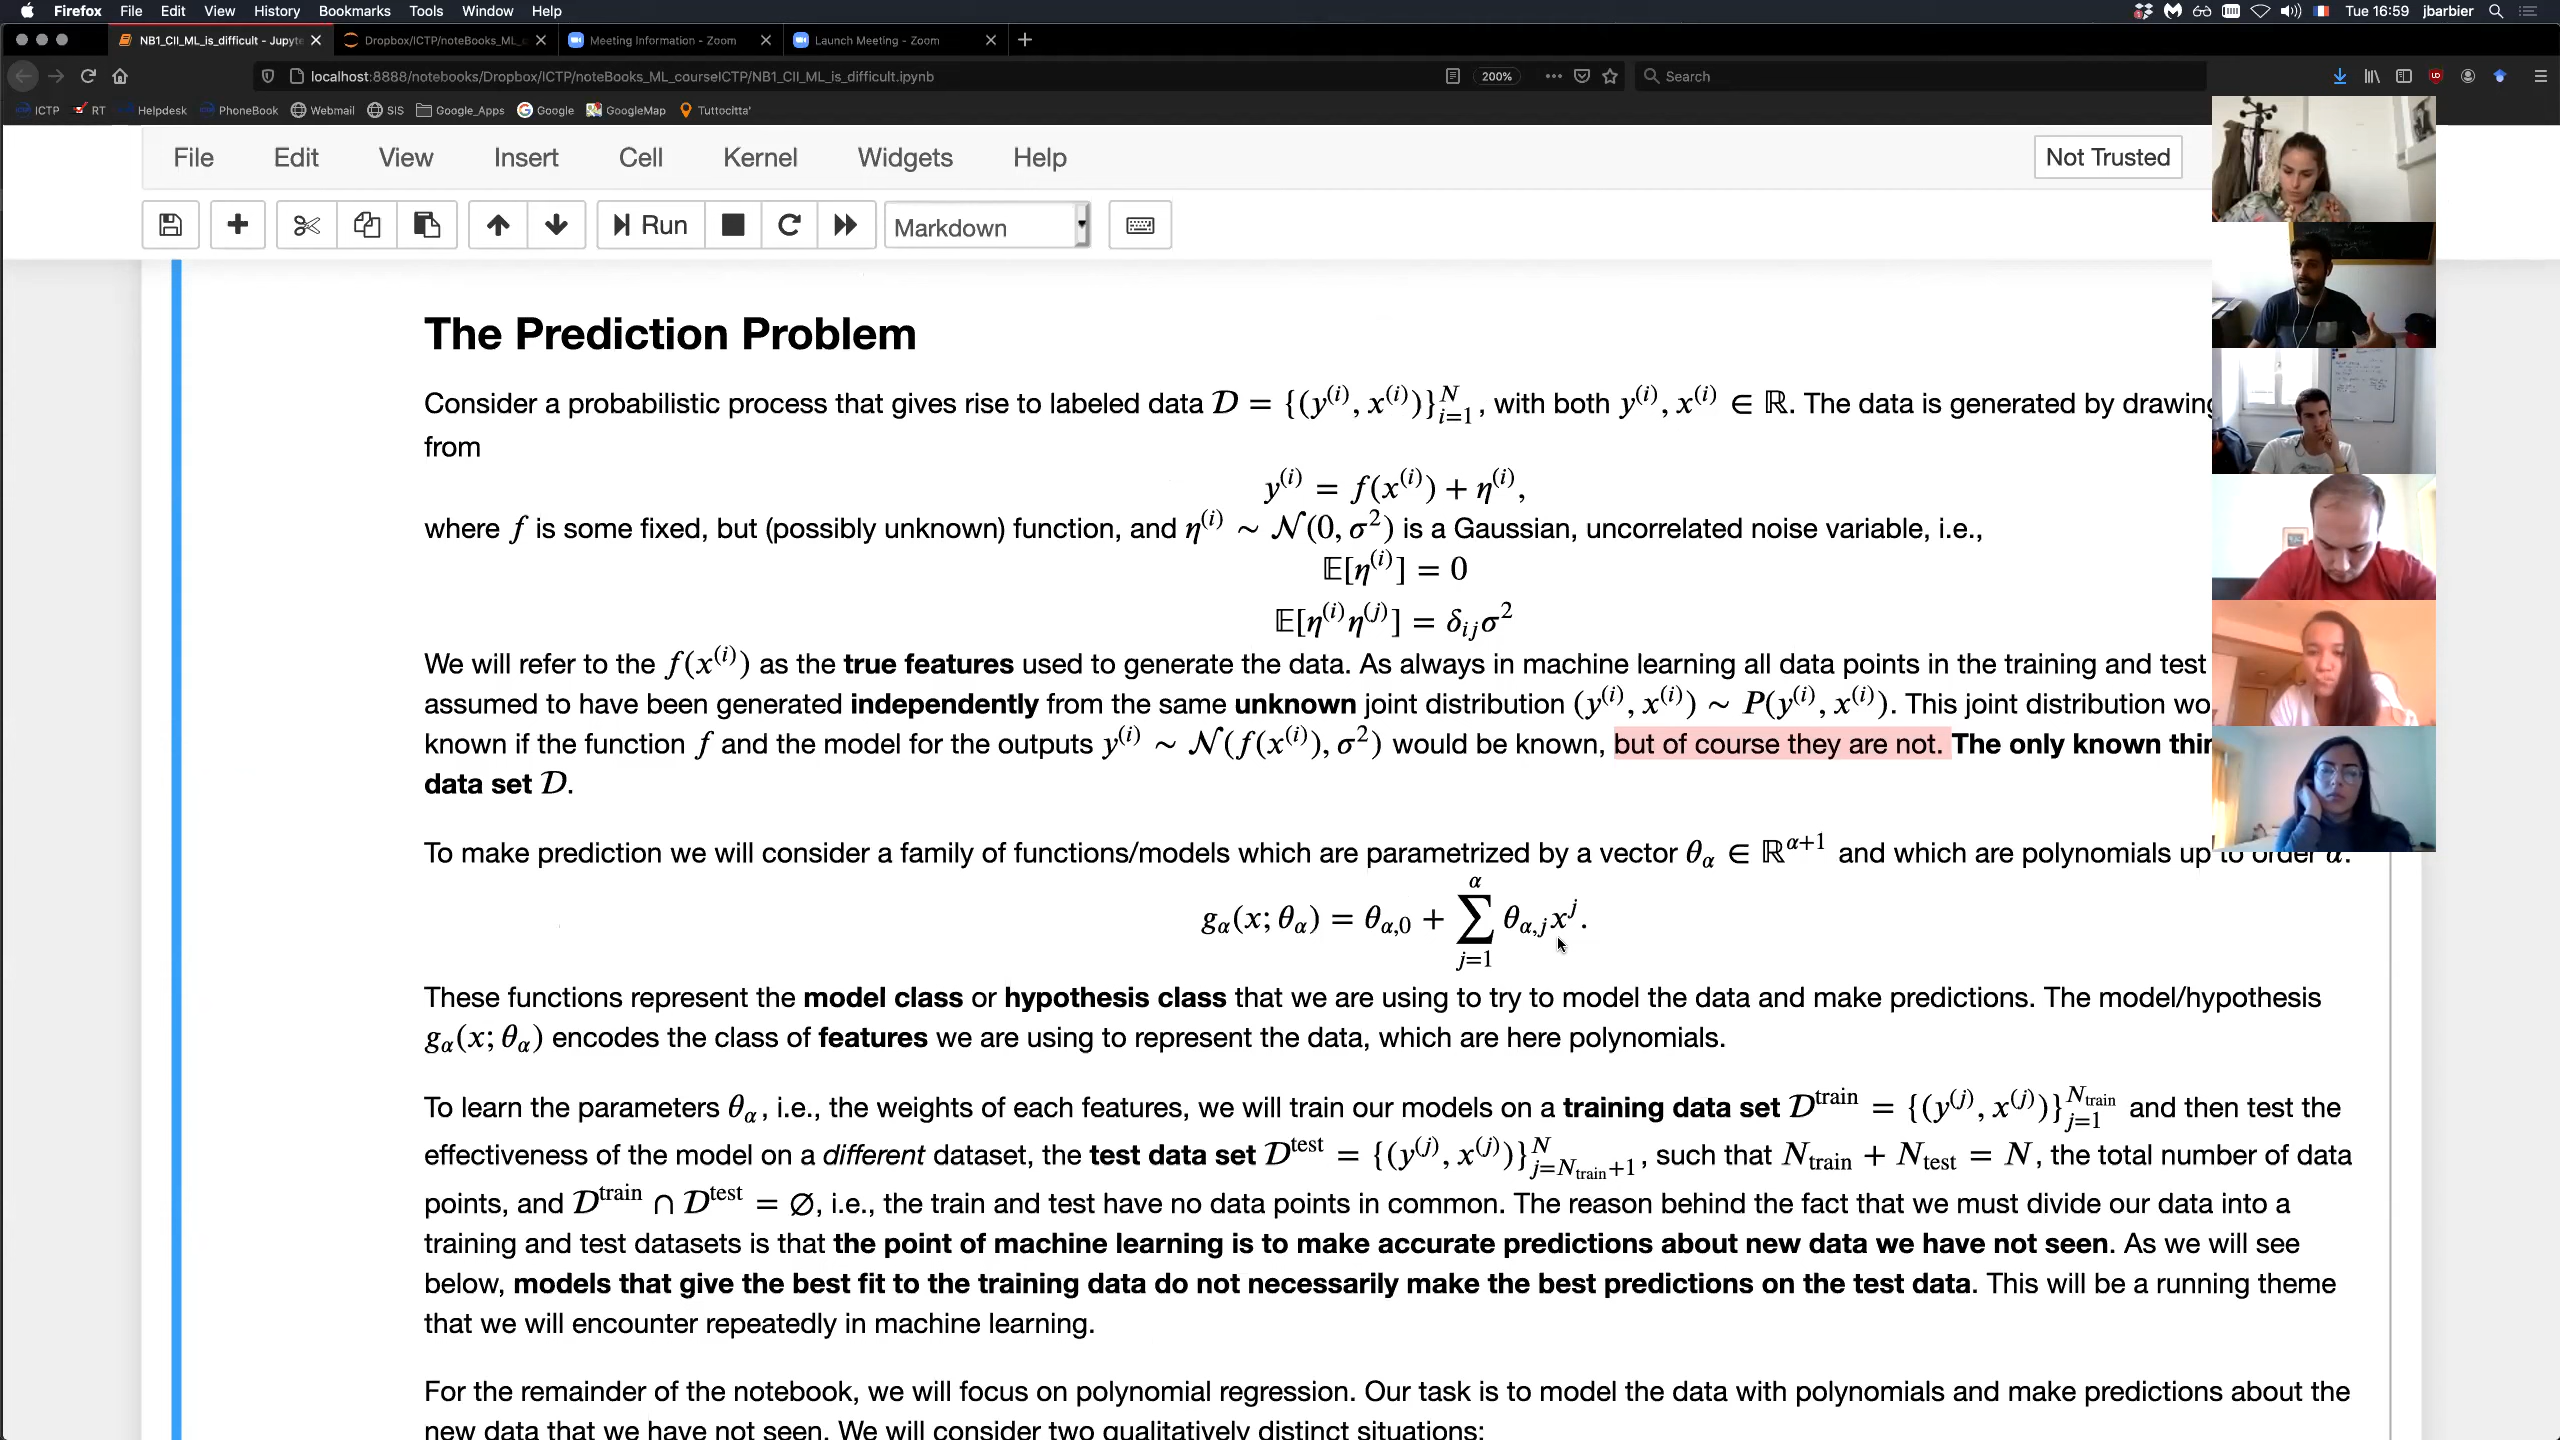 Firefox File Edit View History Bookmarks Tools Window Help Tue 16:59 jbarbier
NB1_CII_ML_is_difficult - Jupyte Dropbox/ICTP/noteBooks_ML_c Meeting Information - Zoom Launch Meeting - Zoom
localhost:8888/notebooks/Dropbox/ICTP/noteBooks_ML_courseICTP/NB1_CII_ML_is_difficult.ipynb 200% Search
ICTP RT Helpdesk PhoneBook Webmail SIS Google_Apps Google GoogleMap Tuttocitta'
File Edit View Insert Cell Kernel Widgets Help Not Trusted
Run Markdown
The Prediction Problem
Consider a probabilistic process that gives rise to labeled data 𝒟 = {(y^(i), x^(i))}_{i=1}^N, with both y^(i), x^(i) ∈ ℝ. The data is generated by drawing
from
y^(i) = f(x^(i)) + η^(i),
where f is some fixed, but (possibly unknown) function, and η^(i) ∼ 𝒩(0, σ²) is a Gaussian, uncorrelated noise variable, i.e.,
𝔼[η^(i)] = 0
𝔼[η^(i)η^(j)] = δ_ij σ²
We will refer to the f(x^(i)) as the true features used to generate the data. As always in machine learning all data points in the training and test
assumed to have been generated independently from the same unknown joint distribution (y^(i), x^(i)) ∼ P(y^(i), x^(i)). This joint distribution wo
known if the function f and the model for the outputs y^(i) ∼ 𝒩(f(x^(i)), σ²) would be known, but of course they are not. The only known thin
data set 𝒟.
To make prediction we will consider a family of functions/models which are parametrized by a vector θ_α ∈ ℝ^{α+1} and which are polynomials up to order α:
g_α(x; θ_α) = θ_{α,0} + ∑_{j=1}^α θ_{α,j} x^j.
These functions represent the model class or hypothesis class that we are using to try to model the data and make predictions. The model/hypothesis
g_α(x; θ_α) encodes the class of features we are using to represent the data, which are here polynomials.
To learn the parameters θ_α, i.e., the weights of each features, we will train our models on a training data set 𝒟^train = {(y^(j), x^(j))}_{j=1}^{N_train} and then test the
effectiveness of the model on a different dataset, the test data set 𝒟^test = {(y^(j), x^(j))}_{j=N_train+1}^N, such that N_train + N_test = N, the total number of data
points, and 𝒟^train ∩ 𝒟^test = ∅, i.e., the train and test have no data points in common. The reason behind the fact that we must divide our data into a
training and test datasets is that the point of machine learning is to make accurate predictions about new data we have not seen. As we will see
below, models that give the best fit to the training data do not necessarily make the best predictions on the test data. This will be a running theme
that we will encounter repeatedly in machine learning.
For the remainder of the notebook, we will focus on polynomial regression. Our task is to model the data with polynomials and make predictions about the
new data that we have not seen. We will consider two qualitatively distinct situations: